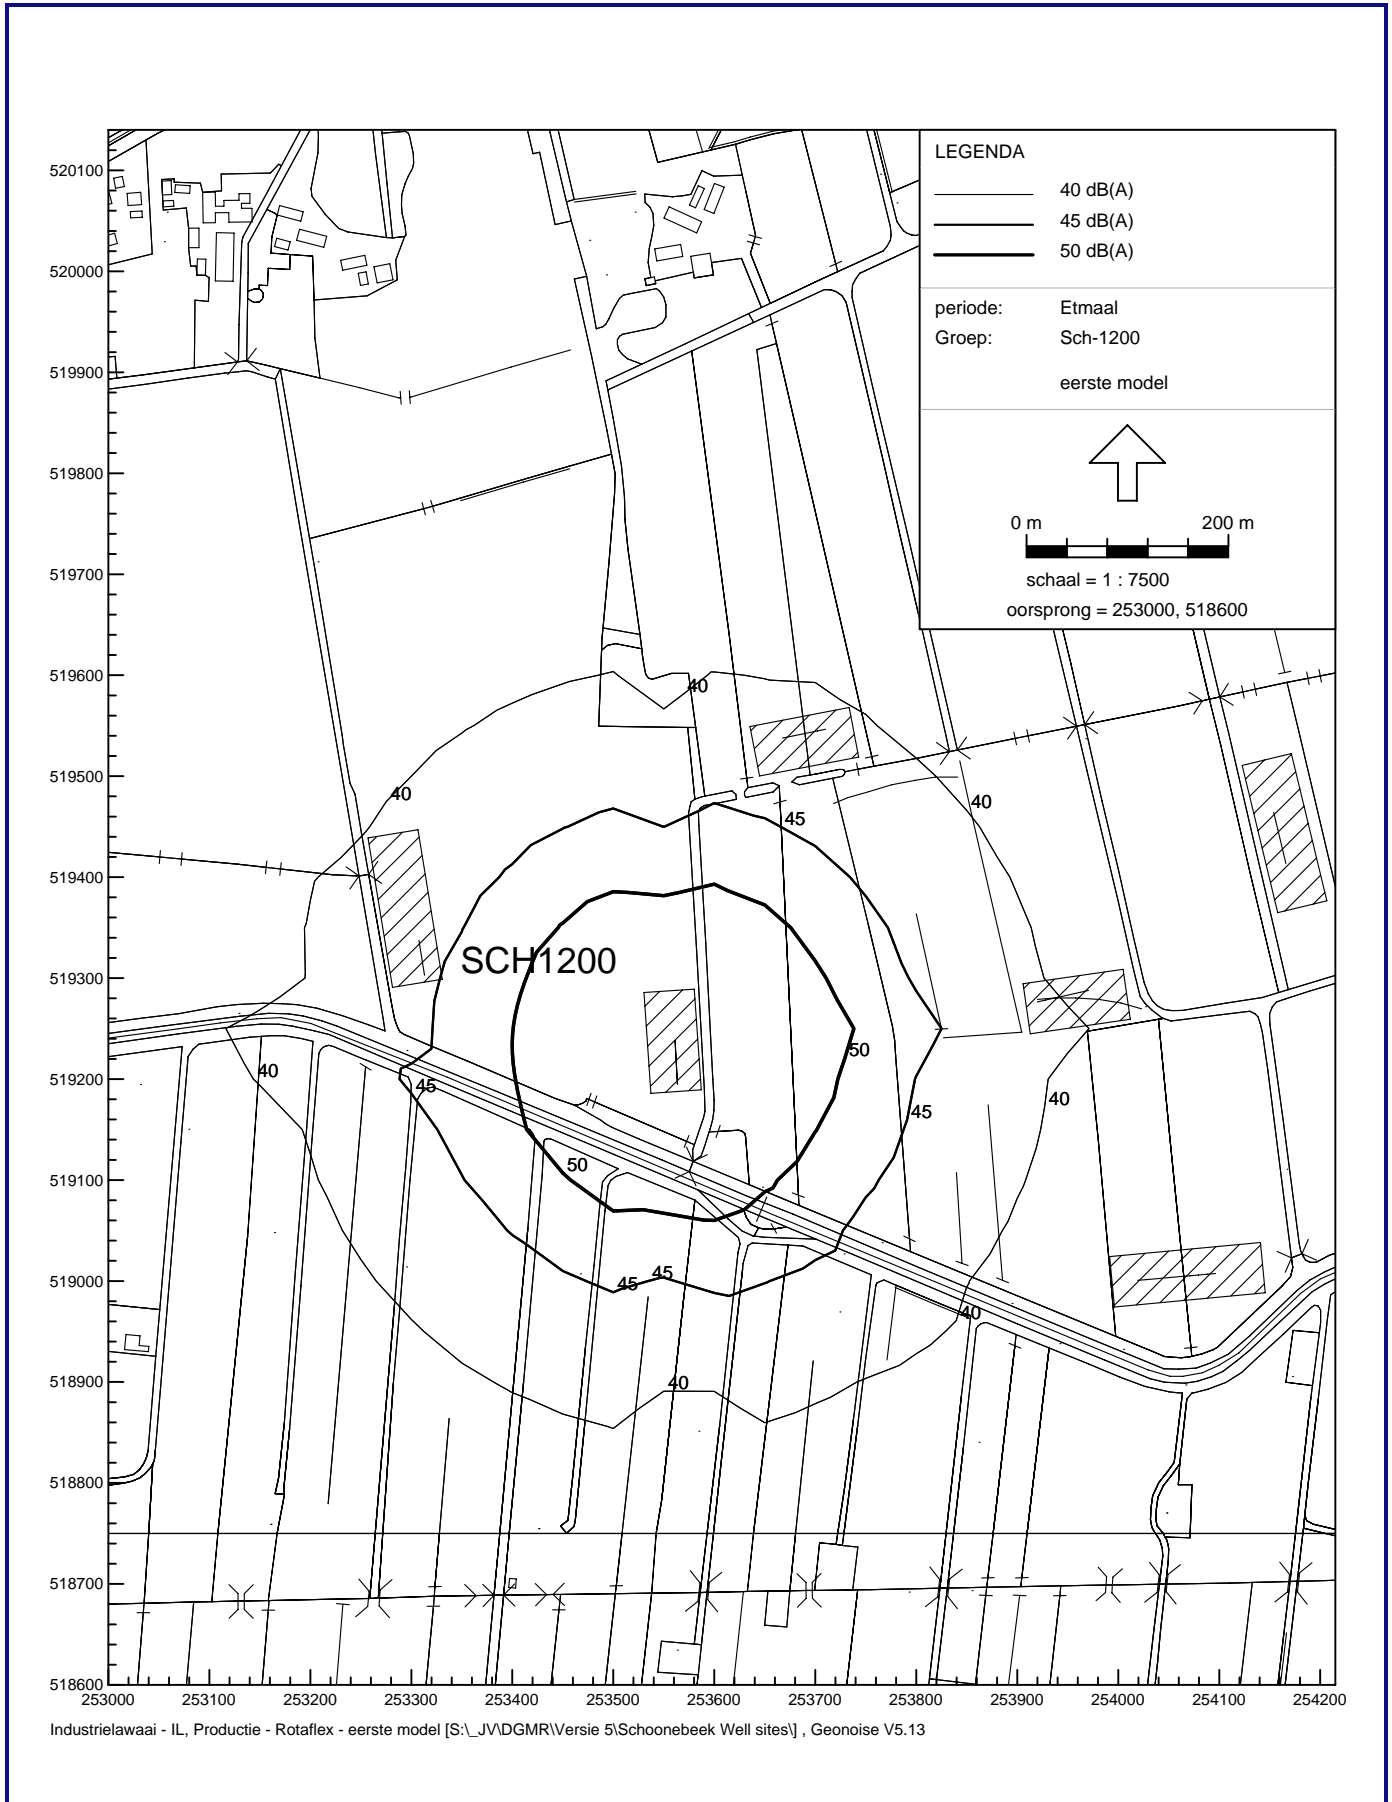 LEGENDA
40 dB(A)
45 dB(A)
50 dB(A)
periode: Etmaal
Groep: Sch-1200
eerste model
0 m 200 m
schaal = 1 : 7500
oorsprong = 253000, 518600
520100
520000
519900
519800
519700
519600
519500
519400
519300
519200
519100
519000
518900
518800
518700
518600
40
40
40
45
SCH1200
50
40
45
40
45
50
45
45
40
40
253000 253100 253200 253300 253400 253500 253600 253700 253800 253900 254000 254100 254200
Industrielawaai - IL, Productie - Rotaflex - eerste model [S:\_JV\DGMR\Versie 5\Schoonebeek Well sites\] , Geonoise V5.13